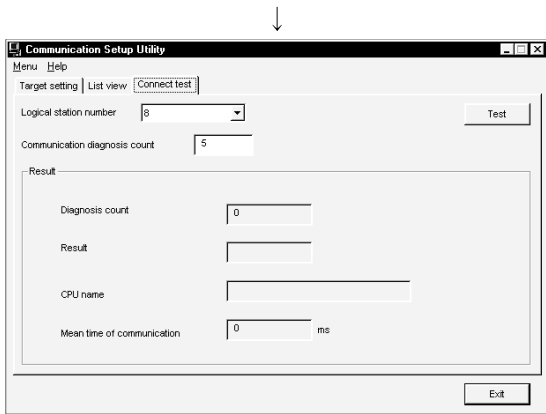 ↓
Communication Setup Utility
Menu Help
Target setting List view Connect test
Logical station number 8 Test
Communication diagnosis count 5
Result
Diagnosis count 0
Result
CPU name
Mean time of communication 0 ms
Exit